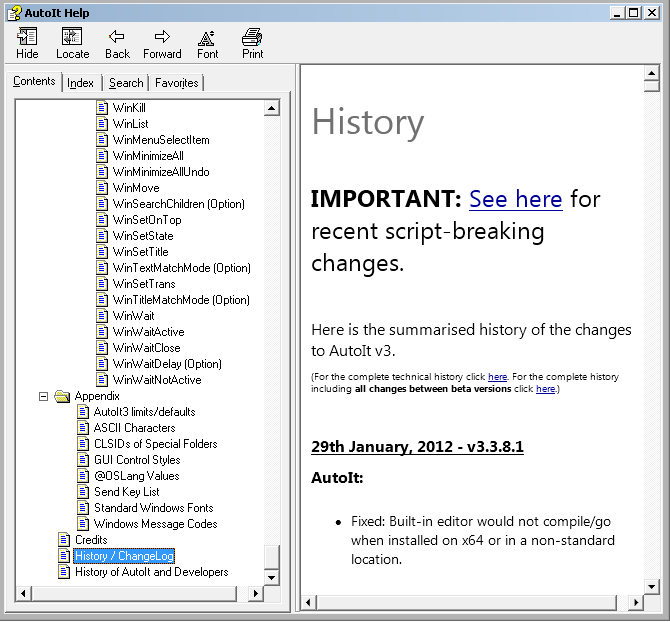 AutoIt Help
Hide Locate Back Forward Font Print
Contents Index Search Favorites
WinKill
WinList
WinMenuSelectItem
WinMinimizeAll
WinMinimizeAllUndo
WinMove
WinSearchChildren (Option)
WinSetOnTop
WinSetState
WinSetTitle
WinTextMatchMode (Option)
WinSetTrans
WinTitleMatchMode (Option)
WinWait
WinWaitActive
WinWaitClose
WinWaitDelay (Option)
WinWaitNotActive
Appendix
AutoIt3 limits/defaults
ASCII Characters
CLSIDs of Special Folders
GUI Control Styles
@OSLang Values
Send Key List
Standard Windows Fonts
Windows Message Codes
Credits
History / ChangeLog
History of AutoIt and Developers
History
IMPORTANT: See here for
recent script-breaking
changes.
Here is the summarised history of the changes
to AutoIt v3.
(For the complete technical history click here. For the complete history
including all changes between beta versions click here.)
29th January, 2012 - v3.3.8.1
AutoIt:
• Fixed: Built-in editor would not compile/go
when installed on x64 or in a non-standard
location.